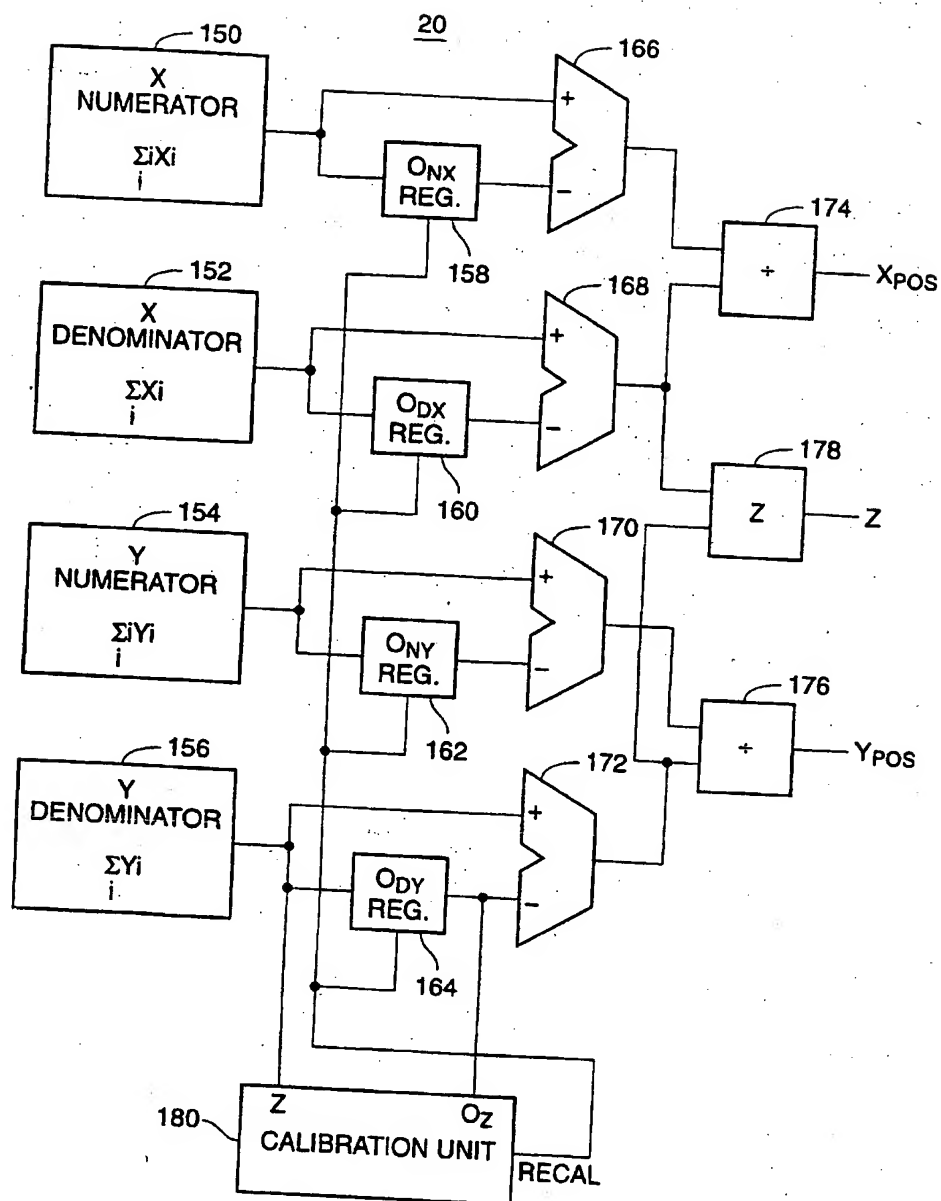 20
150
X
NUMERATOR
ΣiXi
i
166
+
ONX
REG.
−
158
174
÷
XPOS
152
X
DENOMINATOR
ΣXi
i
168
+
ODX
REG.
−
160
178
Z
Z
154
Y
NUMERATOR
ΣiYi
i
170
+
ONY
REG.
−
162
176
÷
YPOS
156
Y
DENOMINATOR
ΣYi
i
172
+
ODY
REG.
−
164
180
Z
OZ
CALIBRATION UNIT
RECAL